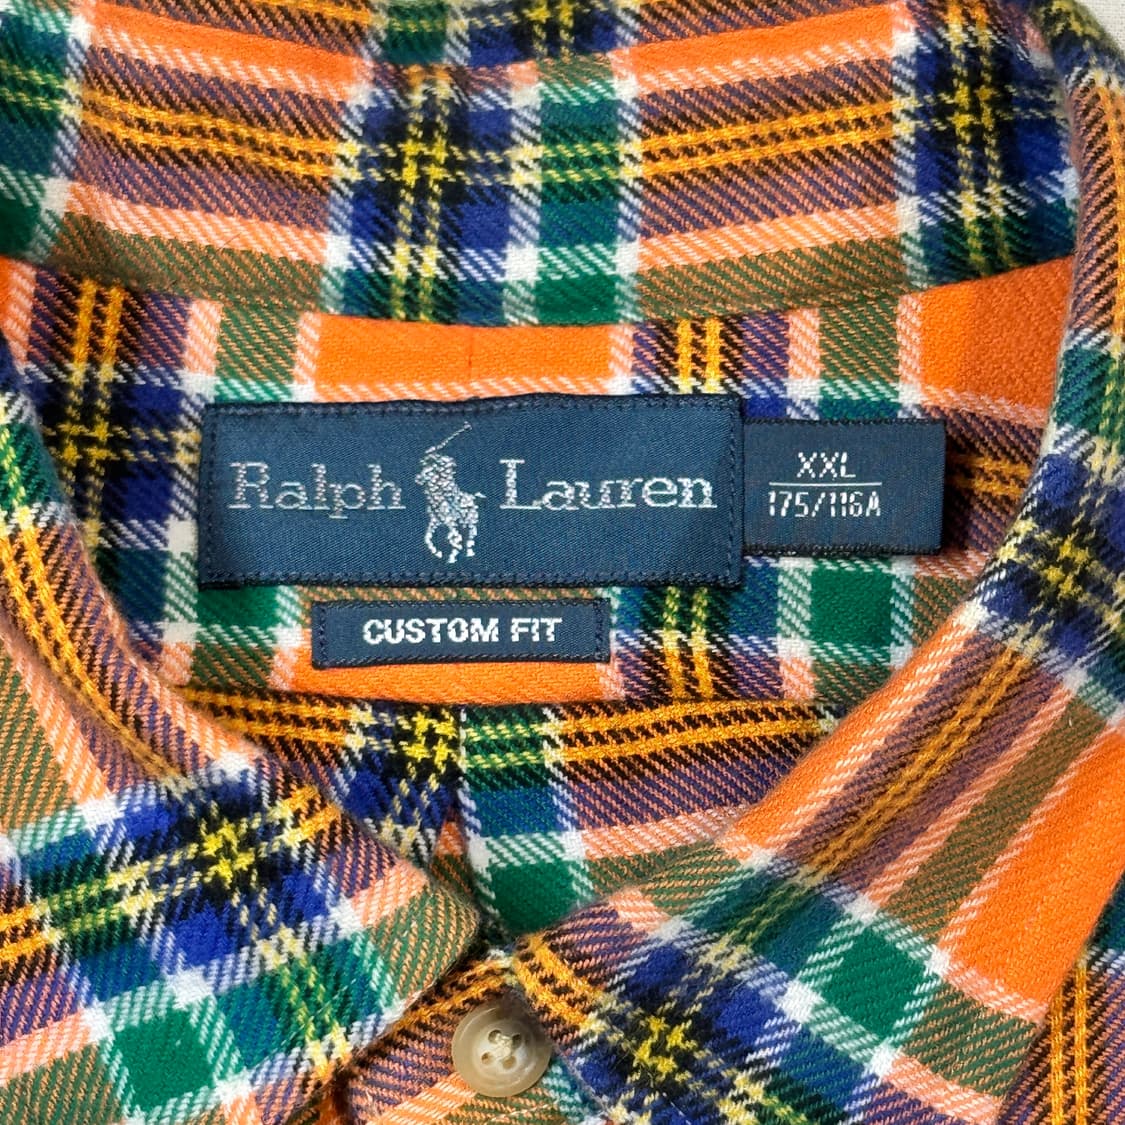 Ralph Lauren
XXL
175/116A
CUSTOM FIT